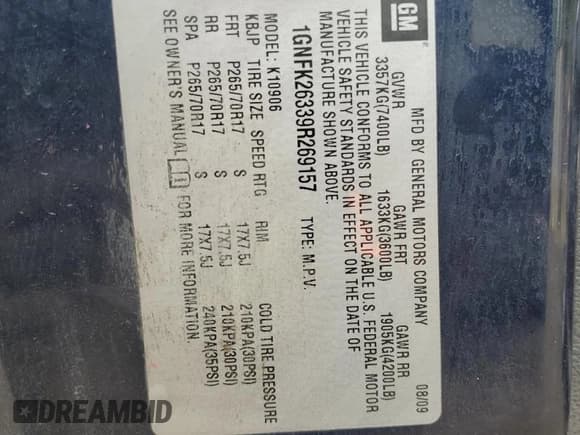 GM
MFD BY GENERAL MOTORS COMPANY 08/09
GVWR GAWR FRT GAWR RR
3357KG(7400LB) 1633KG(3600LB) 1905KG(4200LB)
THIS VEHICLE CONFORMS TO ALL APPLICABLE U.S. FEDERAL MOTOR
VEHICLE SAFETY STANDARDS IN EFFECT ON THE DATE OF
MANUFACTURE SHOWN ABOVE.
1GNFK26339R269157 TYPE: M.P.V.
MODEL: K10906
KBJP TIRE SIZE SPEED RTG RIM COLD TIRE PRESSURE
FRT P265/70R17 S 17X7.5J 210KPA(30PSI)
RR P265/70R17 S 17X7.5J 210KPA(30PSI)
SPA P265/70R17 S 17X7.5J 240KPA(35PSI)
SEE OWNER'S MANUAL FOR MORE INFORMATION
DREAMBID